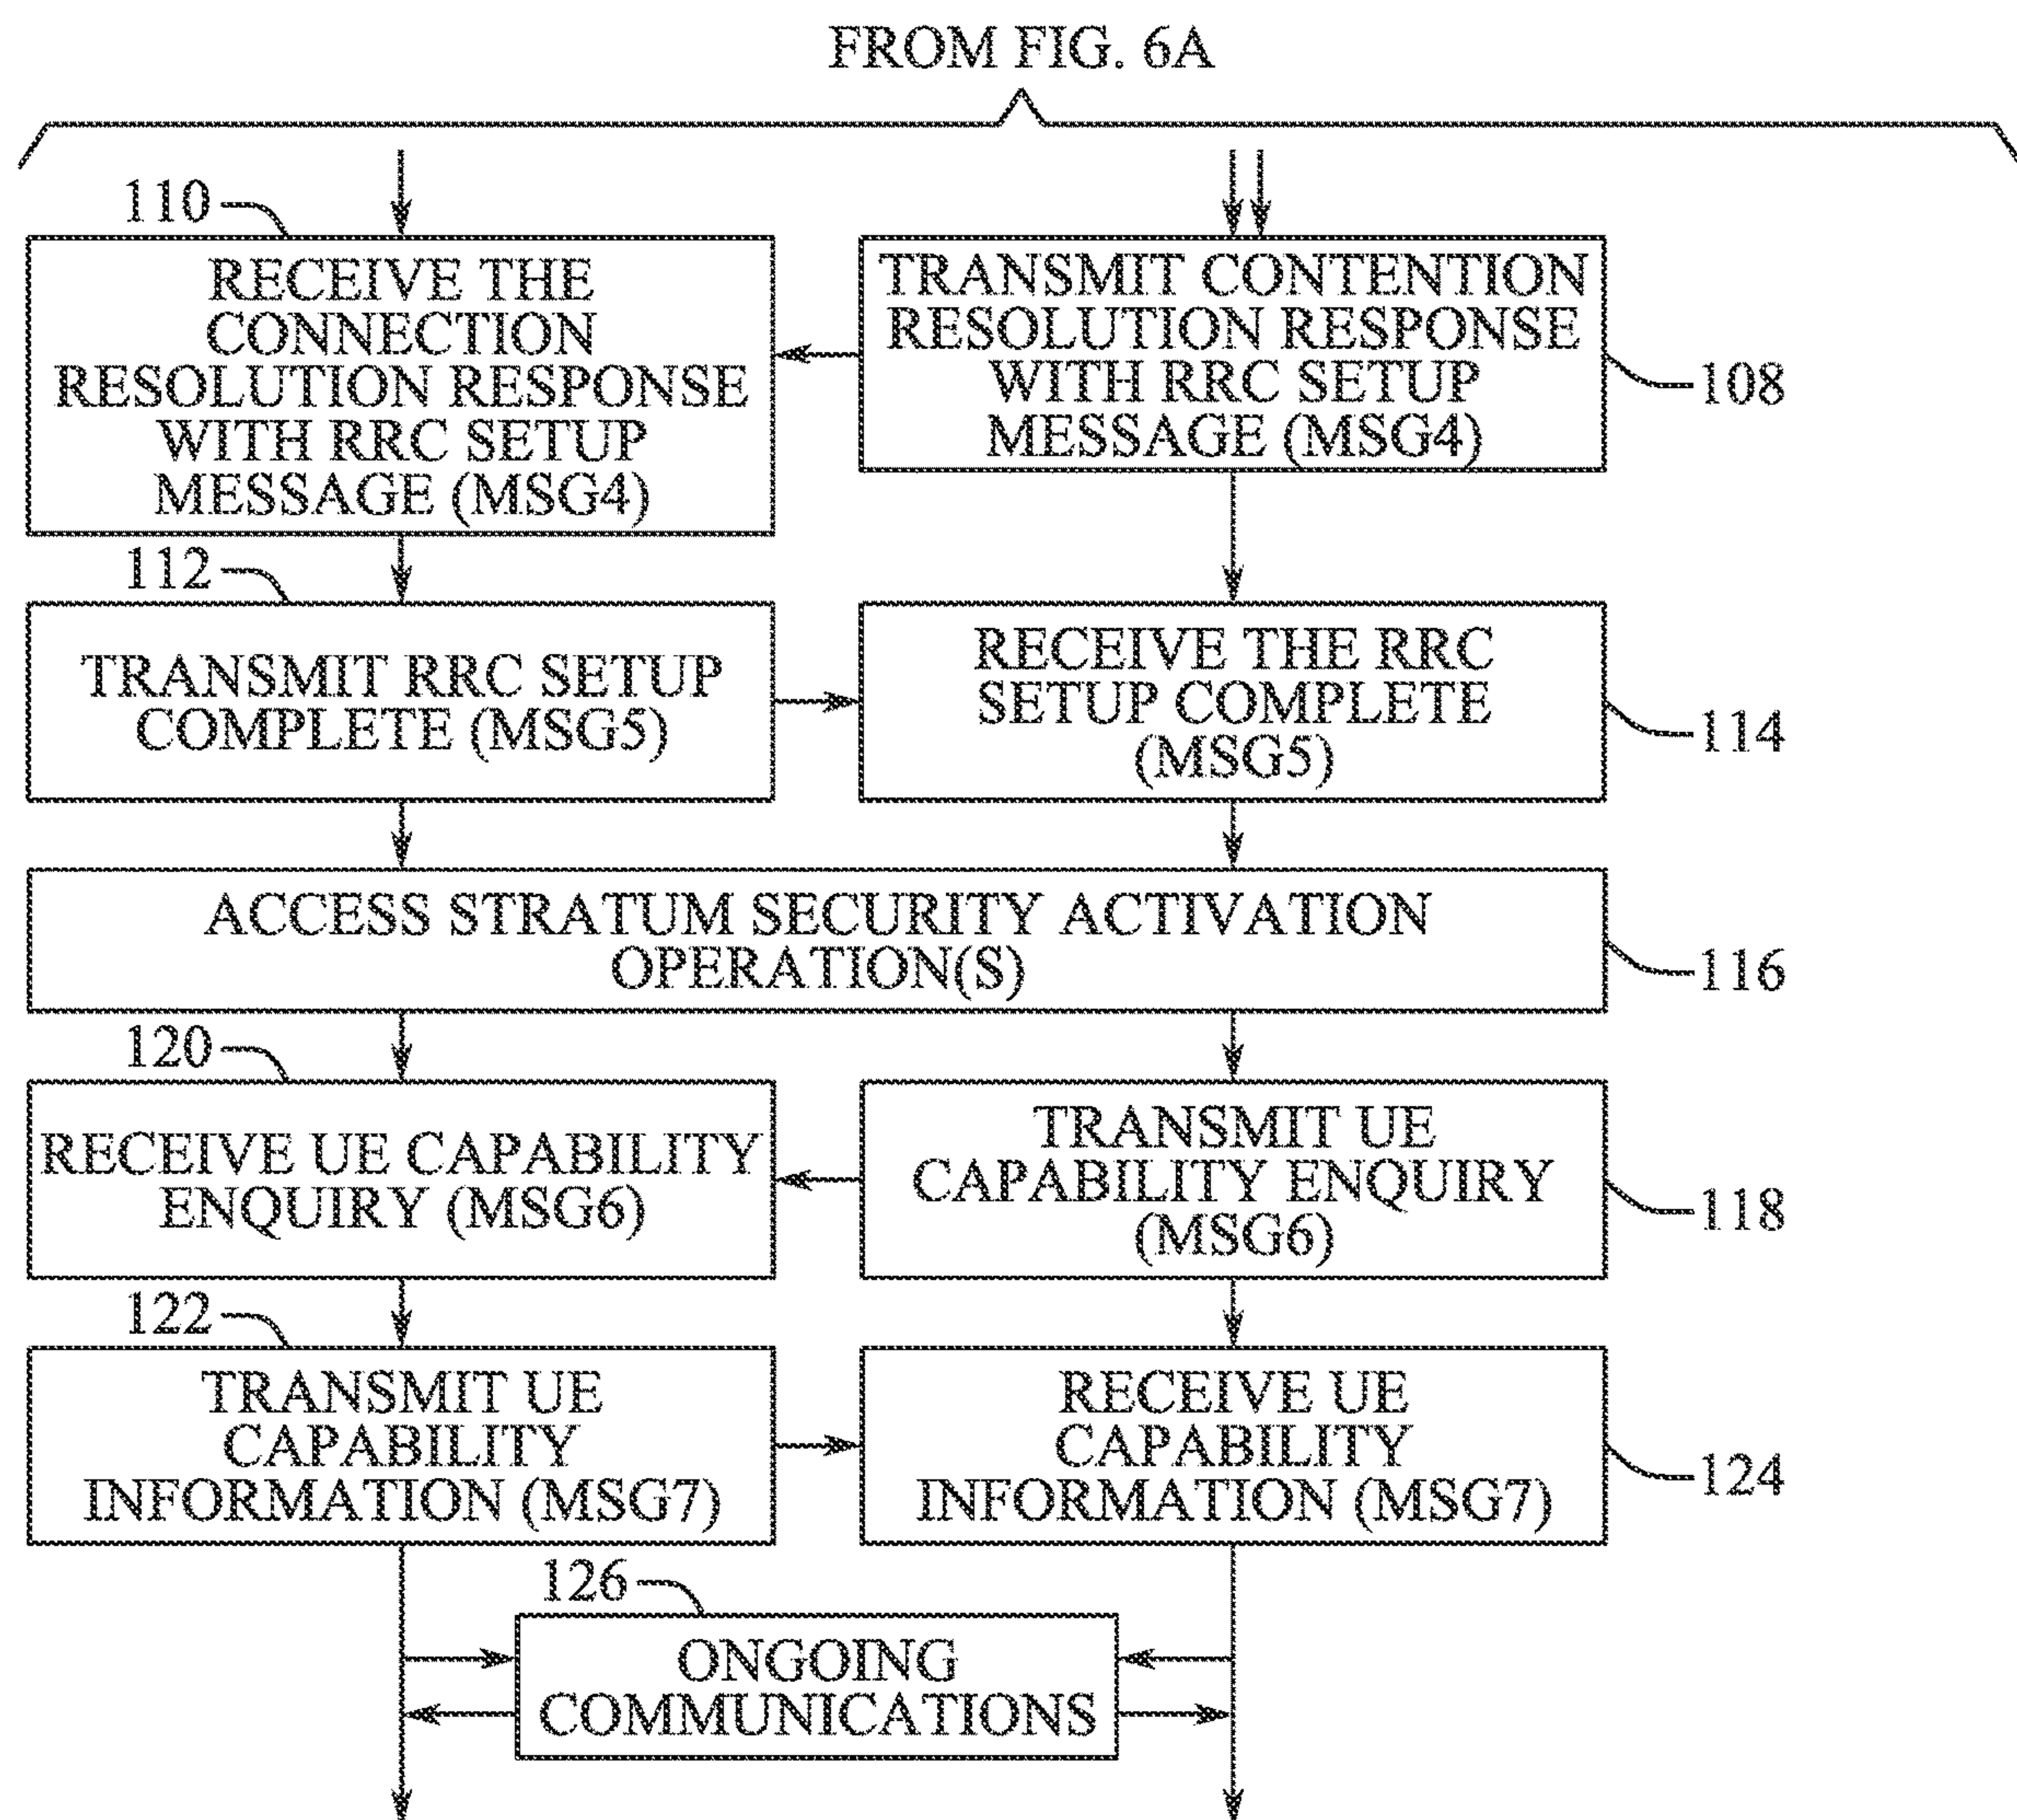 FROM FIG. 6A
110
RECEIVE THE
CONNECTION
RESOLUTION RESPONSE
WITH RRC SETUP
MESSAGE (MSG4)
TRANSMIT CONTENTION
RESOLUTION RESPONSE
WITH RRC SETUP
MESSAGE (MSG4)
108
112
TRANSMIT RRC SETUP
COMPLETE (MSG5)
RECEIVE THE RRC
SETUP COMPLETE
(MSG5)
114
ACCESS STRATUM SECURITY ACTIVATION
OPERATION(S)
116
120
RECEIVE UE CAPABILITY
ENQUIRY (MSG6)
TRANSMIT UE
CAPABILITY ENQUIRY
(MSG6)
118
122
TRANSMIT UE
CAPABILITY
INFORMATION (MSG7)
RECEIVE UE
CAPABILITY
INFORMATION (MSG7)
124
126
ONGOING
COMMUNICATIONS